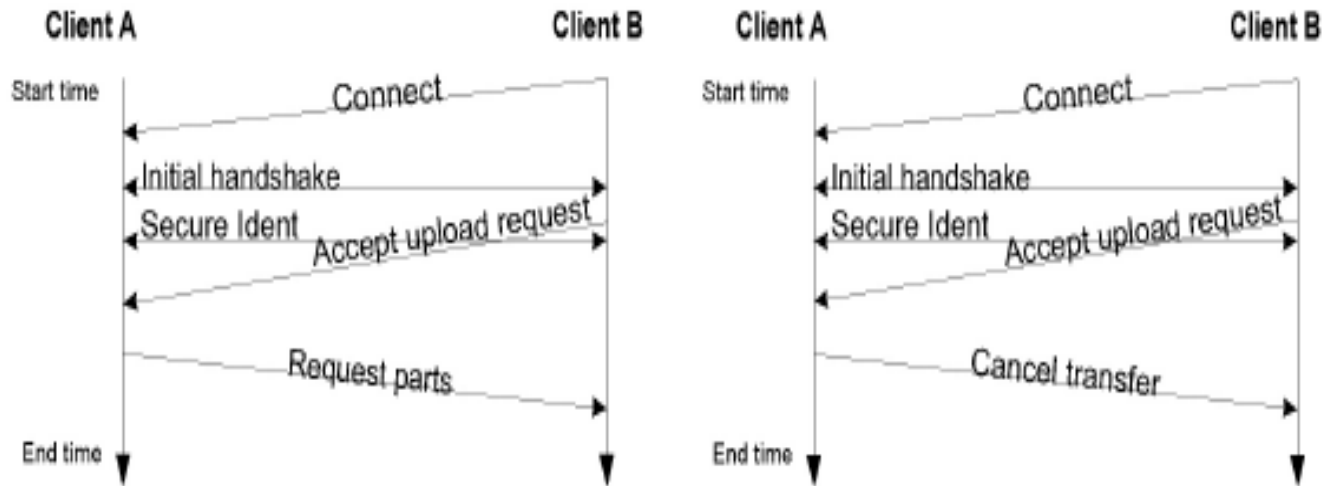 Client A
Client B
Start time
Connect
Initial handshake
Secure Ident
Accept upload request
Request parts
End time
Client A
Client B
Start time
Connect
Initial handshake
Secure Ident
Accept upload request
Cancel transfer
End time